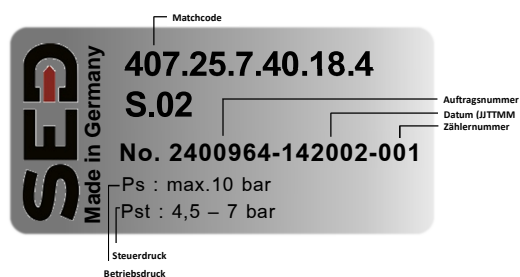 Matchcode
SED
Made in Germany
407.25.7.40.18.4
S.02
No. 2400964-142002-001
Ps : max.10 bar
Pst : 4,5 – 7 bar
Auftragsnummer
Datum (JJTTMM
Zählernummer
Steuerdruck
Betriebsdruck